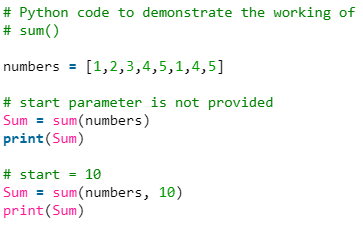 # Python code to demonstrate the working of
# sum()
numbers = [1,2,3,4,5,1,4,5]
# start parameter is not provided
Sum = sum(numbers)
print(Sum)
# start = 10
Sum = sum(numbers, 10)
print(Sum)